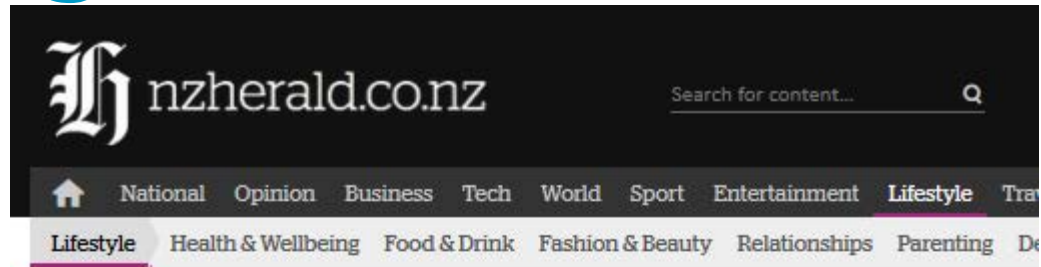 nzherald.co.nz
Search for content...
National Opinion Business Tech World Sport Entertainment Lifestyle
Lifestyle Health & Wellbeing Food & Drink Fashion & Beauty Relationships Parenting